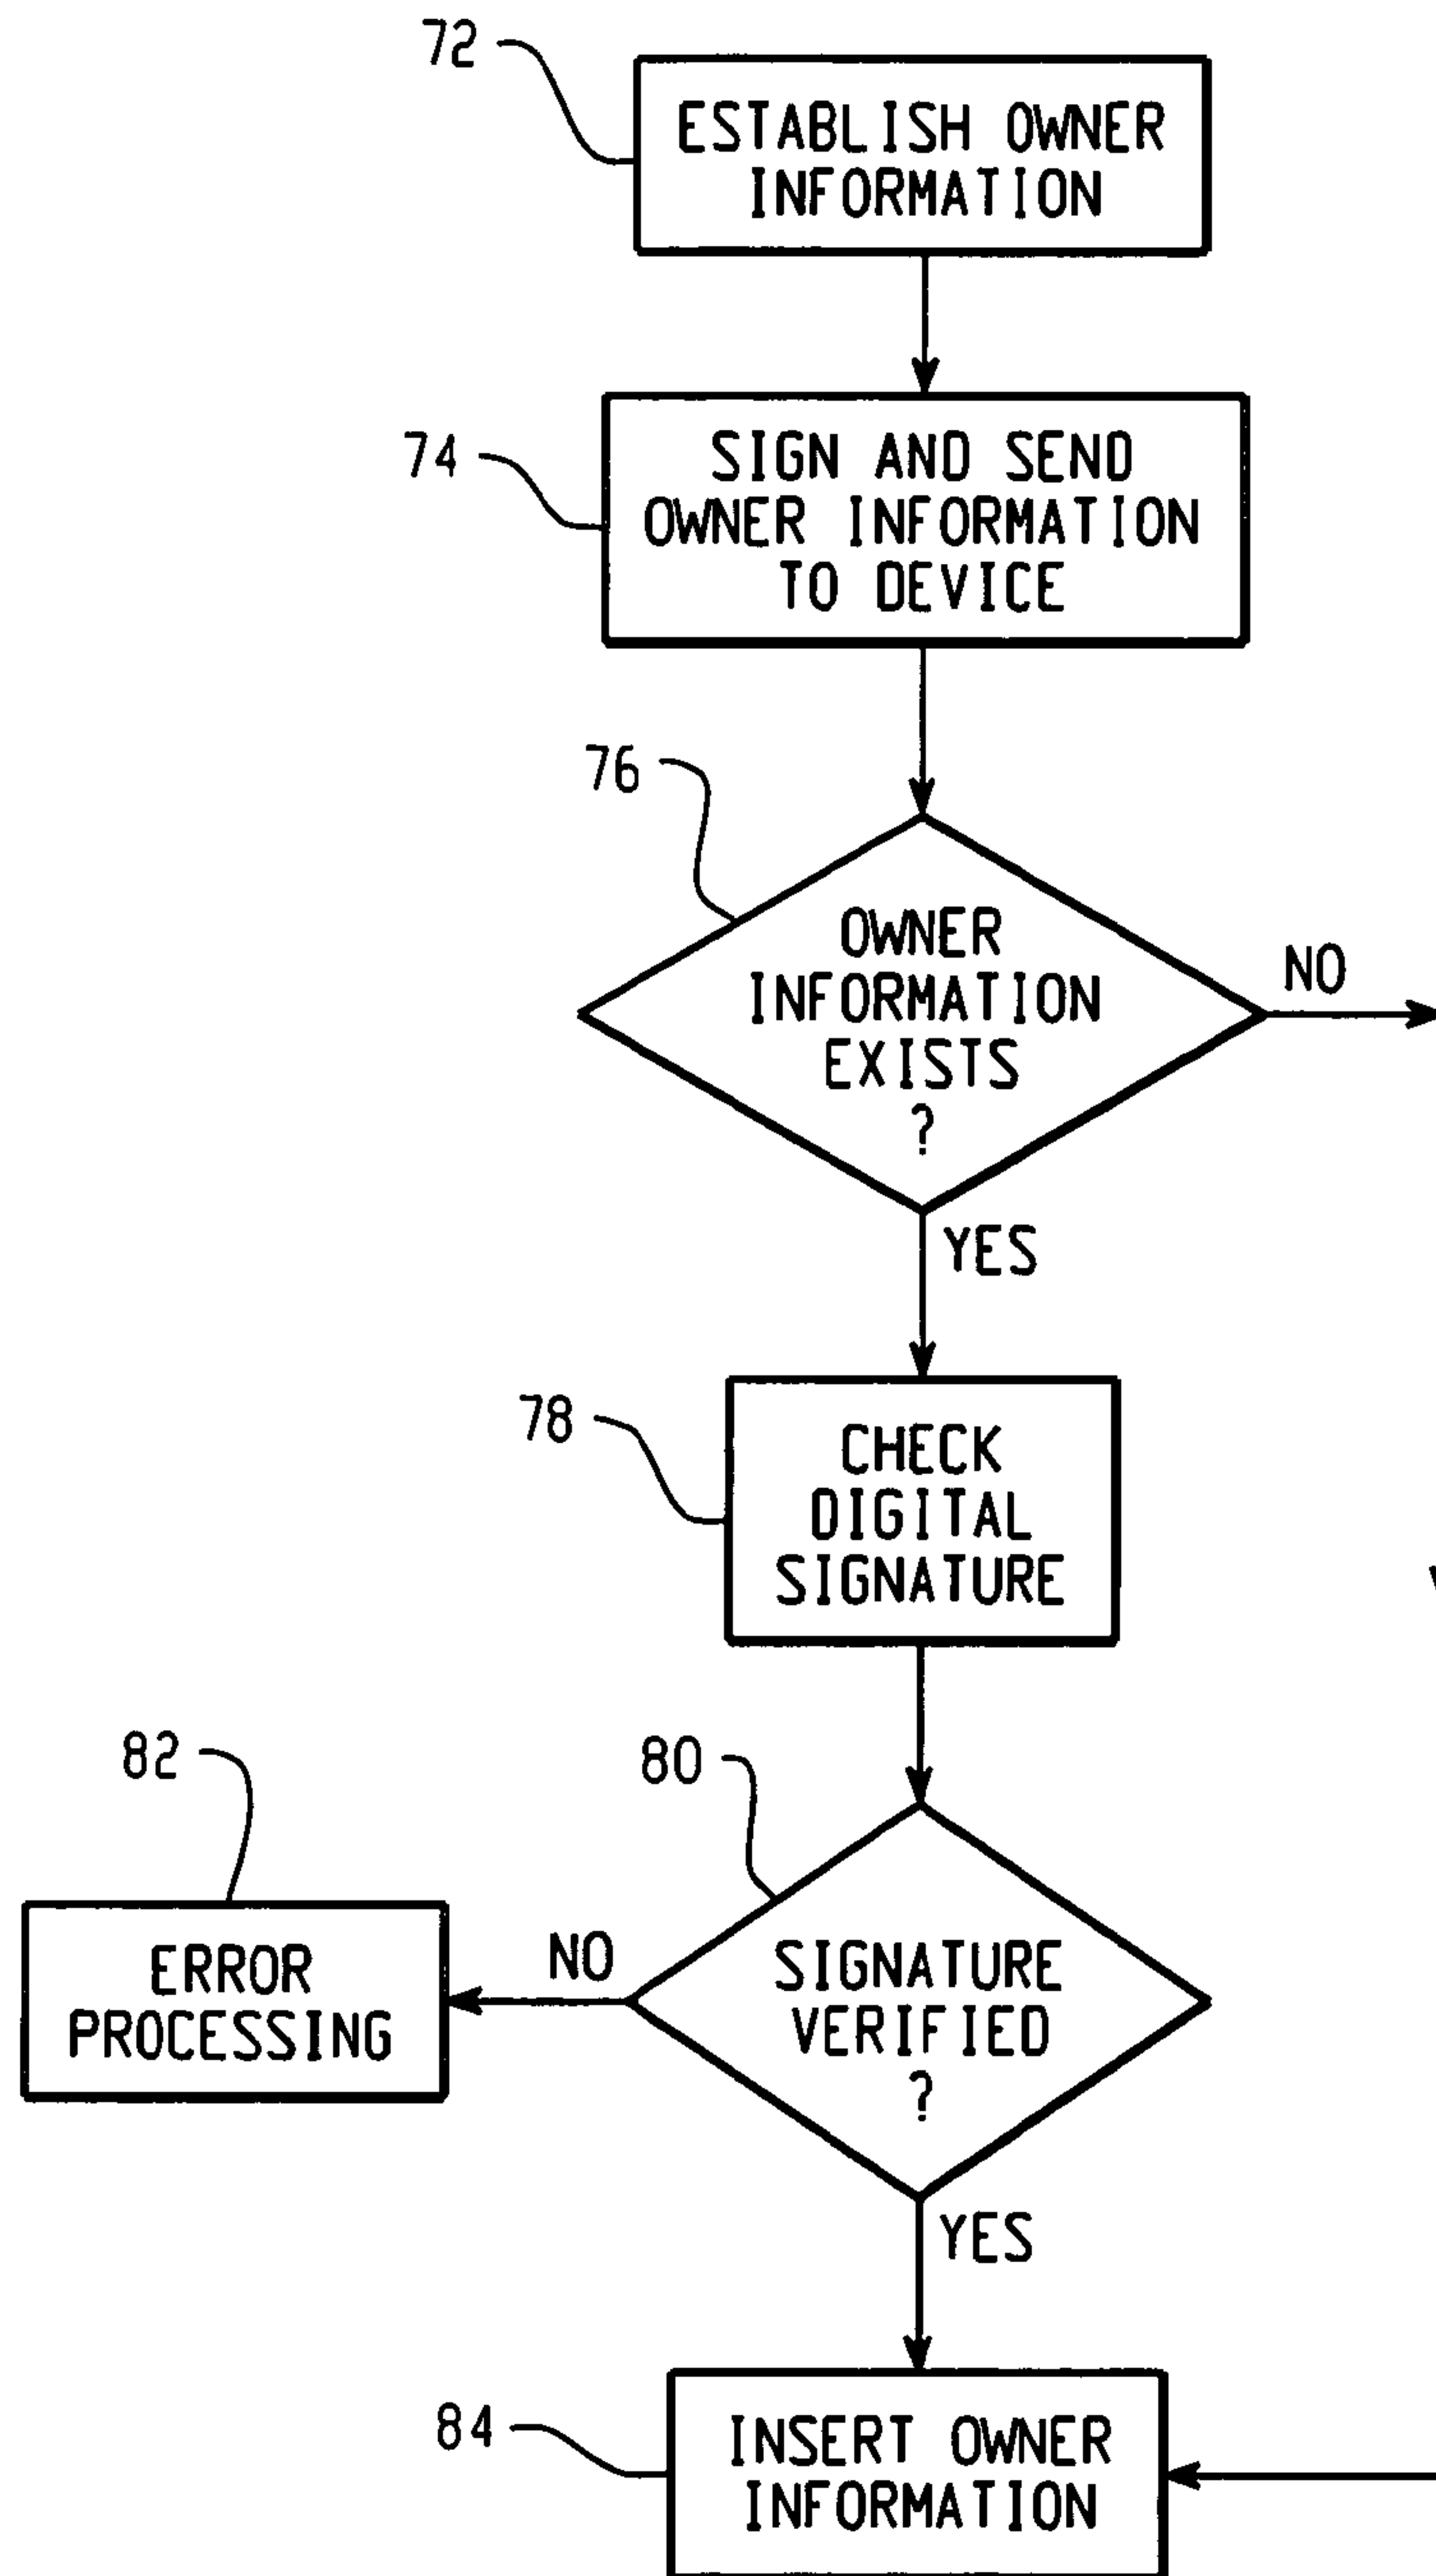 72
ESTABLISH OWNER
INFORMATION
74
SIGN AND SEND
OWNER INFORMATION
TO DEVICE
76
OWNER
INFORMATION
EXISTS
?
NO
YES
78
CHECK
DIGITAL
SIGNATURE
82
80
ERROR
PROCESSING
NO
SIGNATURE
VERIFIED
?
YES
84
INSERT OWNER
INFORMATION